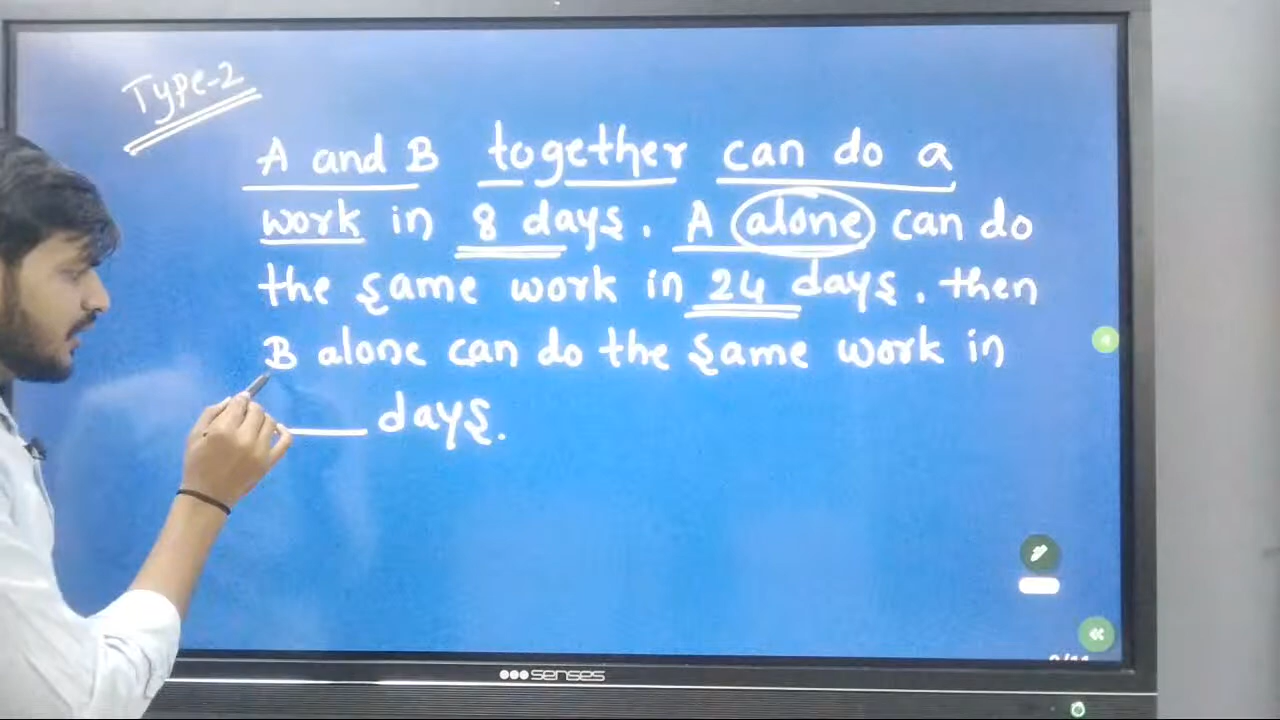 Type-2
A and B together can do a
work in 8 days. A alone can do
the same work in 24 days. then
B alone can do the same work in
____ days.
senses